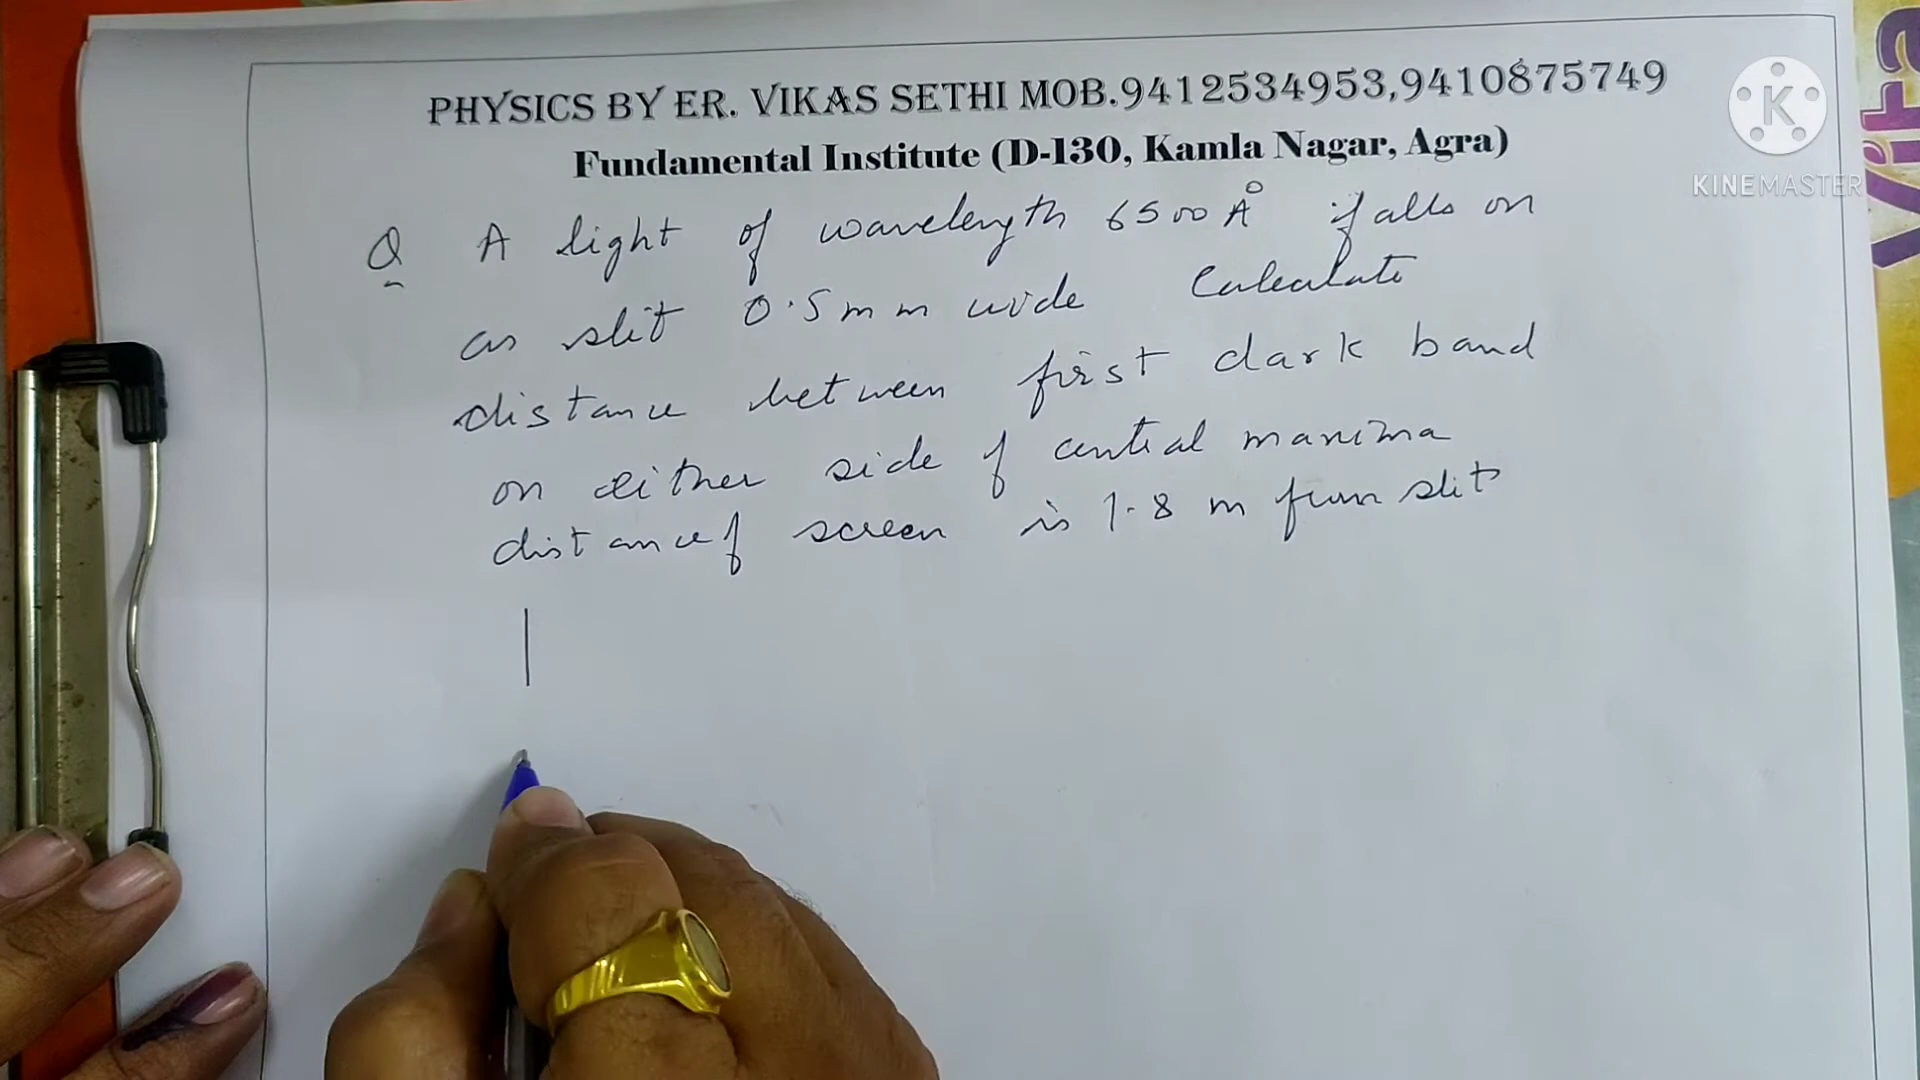 PHYSICS BY ER. VIKAS SETHI MOB.9412534953,9410875749
Fundamental Institute (D-130, Kamla Nagar, Agra)
K
KINEMASTER
Vita
Q A light of wavelength 6500 Å falls on
a slit 0.5 mm wide Calculate
distance between first dark band
on either side of central maxima
distance of screen is 1.8 m from slit